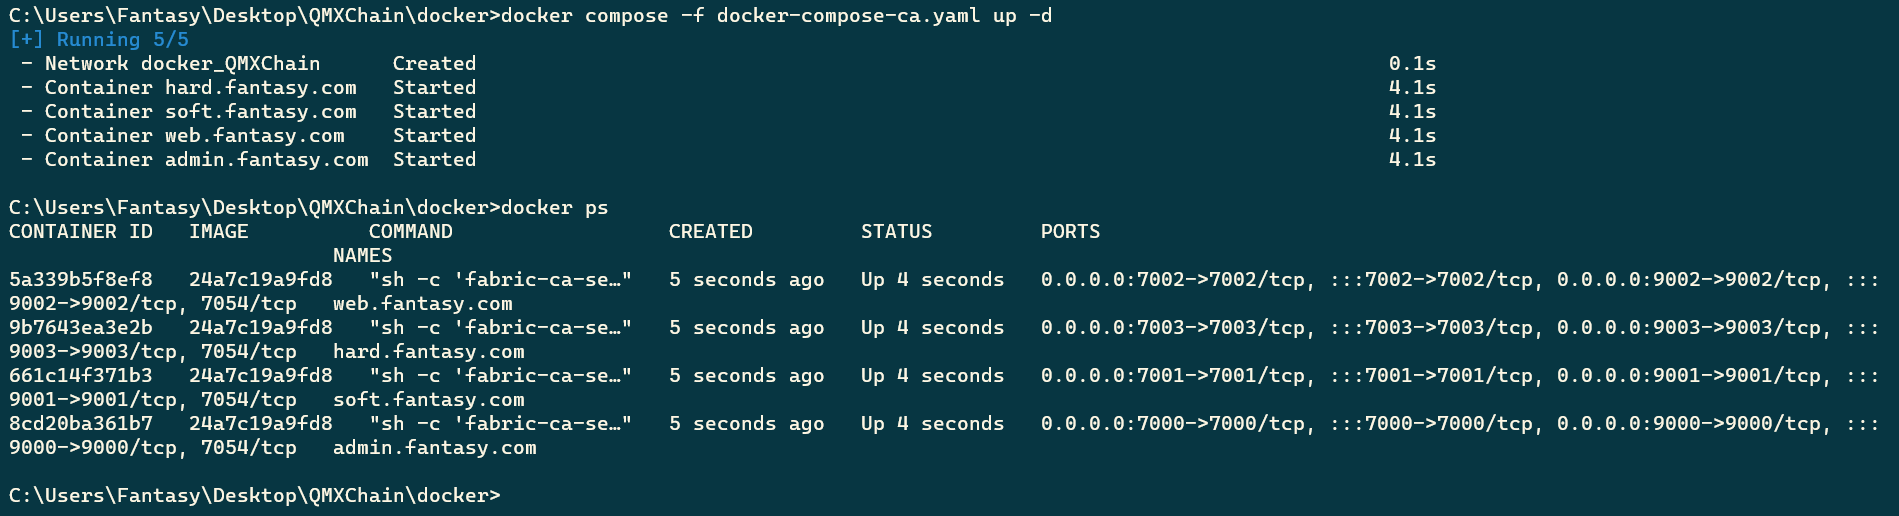 C:\Users\Fantasy\Desktop\QMXChain\docker>docker compose -f docker-compose-ca.yaml up -d
[+] Running 5/5
 - Network docker_QMXChain      Created                                                                            0.1s
 - Container hard.fantasy.com   Started                                                                            4.1s
 - Container soft.fantasy.com   Started                                                                            4.1s
 - Container web.fantasy.com    Started                                                                            4.1s
 - Container admin.fantasy.com  Started                                                                            4.1s
C:\Users\Fantasy\Desktop\QMXChain\docker>docker ps
CONTAINER ID   IMAGE          COMMAND                  CREATED         STATUS         PORTS
                           NAMES
5a339b5f8ef8   24a7c19a9fd8   "sh -c 'fabric-ca-se…"   5 seconds ago   Up 4 seconds   0.0.0.0:7002->7002/tcp, :::7002->7002/tcp, 0.0.0.0:9002->9002/tcp, :::
9002->9002/tcp, 7054/tcp   web.fantasy.com
9b7643ea3e2b   24a7c19a9fd8   "sh -c 'fabric-ca-se…"   5 seconds ago   Up 4 seconds   0.0.0.0:7003->7003/tcp, :::7003->7003/tcp, 0.0.0.0:9003->9003/tcp, :::
9003->9003/tcp, 7054/tcp   hard.fantasy.com
661c14f371b3   24a7c19a9fd8   "sh -c 'fabric-ca-se…"   5 seconds ago   Up 4 seconds   0.0.0.0:7001->7001/tcp, :::7001->7001/tcp, 0.0.0.0:9001->9001/tcp, :::
9001->9001/tcp, 7054/tcp   soft.fantasy.com
8cd20ba361b7   24a7c19a9fd8   "sh -c 'fabric-ca-se…"   5 seconds ago   Up 4 seconds   0.0.0.0:7000->7000/tcp, :::7000->7000/tcp, 0.0.0.0:9000->9000/tcp, :::
9000->9000/tcp, 7054/tcp   admin.fantasy.com
C:\Users\Fantasy\Desktop\QMXChain\docker>